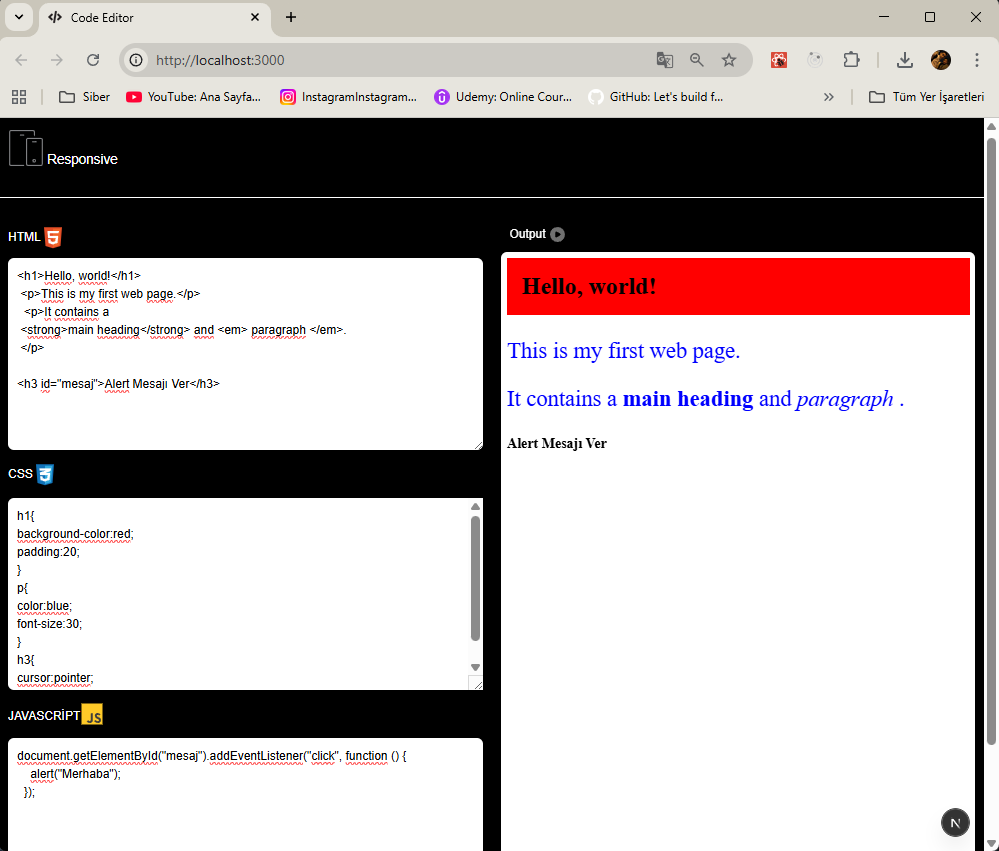 Code Editor
http://localhost:3000
Siber
YouTube: Ana Sayfa...
InstagramInstagram...
Udemy: Online Cour...
GitHub: Let's build f...
Tüm Yer İşaretleri
Responsive
HTML 5
<h1>Hello, world!</h1>
<p>This is my first web page.</p>
<p>It contains a
<strong>main heading</strong> and <em> paragraph </em>.
</p>
<h3 id="mesaj">Alert Mesajı Ver</h3>
CSS 3
h1{
background-color:red;
padding:20;
}
p{
color:blue;
font-size:30;
}
h3{
cursor:pointer;
JAVASCRİPT JS
document.getElementById("mesaj").addEventListener("click", function () {
alert("Merhaba");
});
Output
Hello, world!
This is my first web page.
It contains a main heading and paragraph .
Alert Mesajı Ver
N